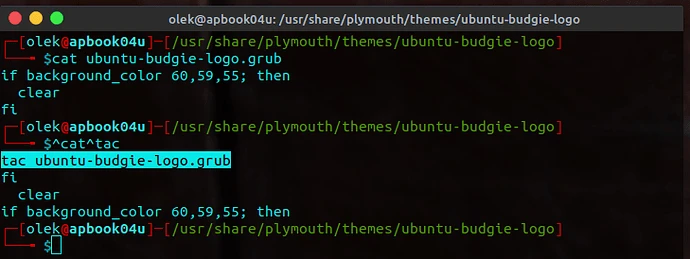 olek@apbook04u: /usr/share/plymouth/themes/ubuntu-budgie-logo
[olek@apbook04u]-[/usr/share/plymouth/themes/ubuntu-budgie-logo]
$cat ubuntu-budgie-logo.grub
if background_color 60,59,55; then
  clear
fi
[olek@apbook04u]-[/usr/share/plymouth/themes/ubuntu-budgie-logo]
$^cat^tac
tac ubuntu-budgie-logo.grub
fi
  clear
if background_color 60,59,55; then
[olek@apbook04u]-[/usr/share/plymouth/themes/ubuntu-budgie-logo]
$